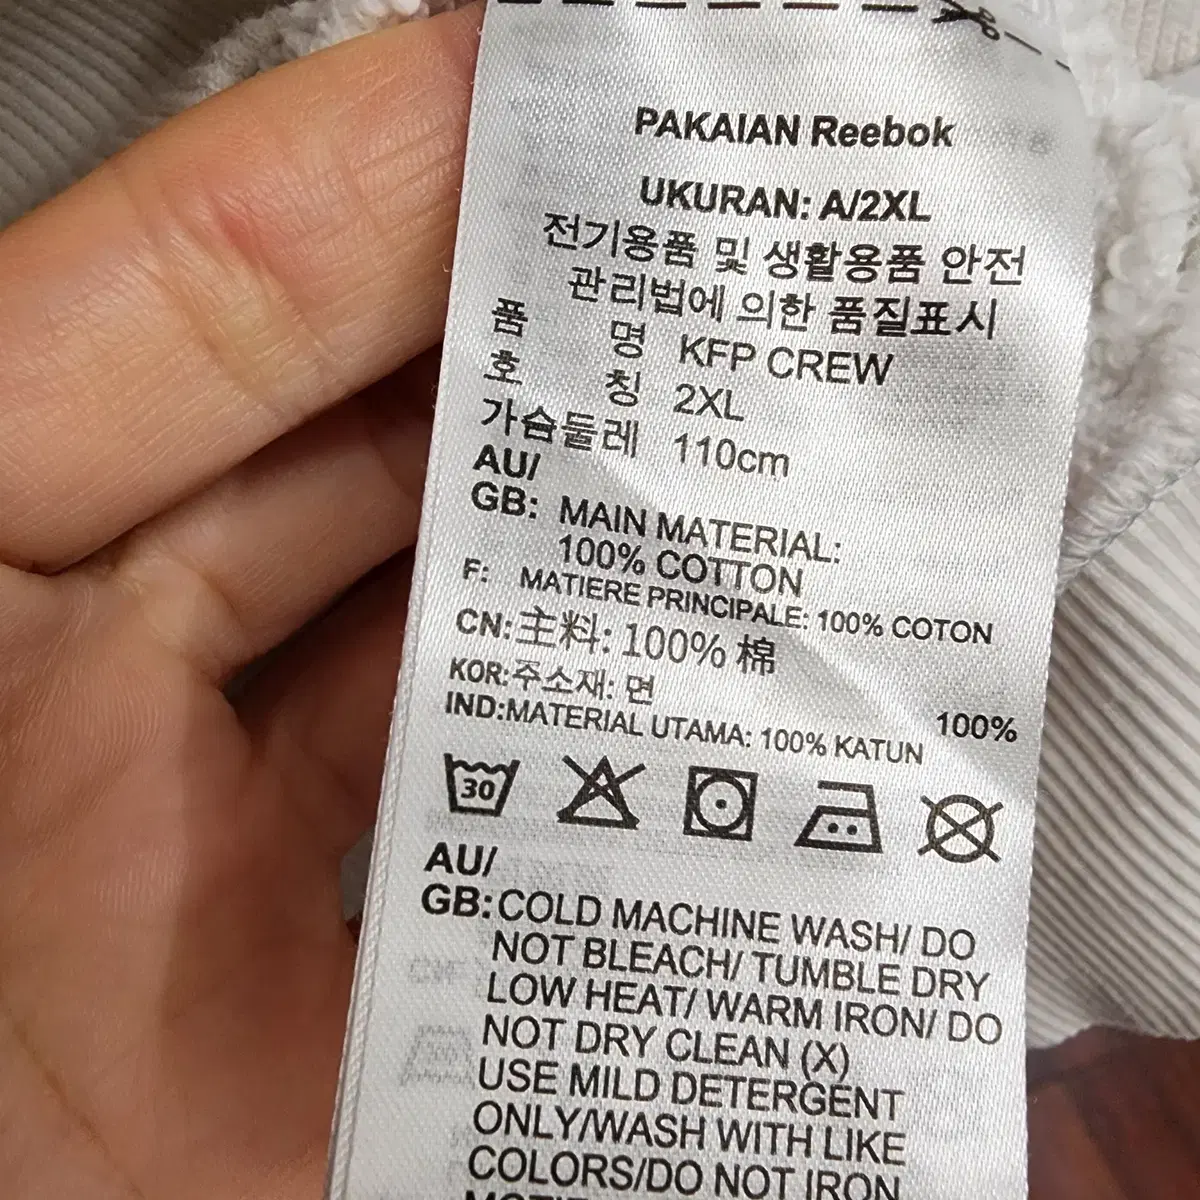 PAKAIAN Reebok
UKURAN: A/2XL
전기용품 및 생활용품 안전
관리법에 의한 품질표시
품 명 KFP CREW
호 칭 2XL
가슴둘레 110cm
AU/
GB: MAIN MATERIAL:
100% COTTON
F: MATIERE PRINCIPALE: 100% COTON
CN:主料: 100% 棉
KOR:주소재: 면 100%
IND:MATERIAL UTAMA: 100% KATUN
30
AU/
GB:COLD MACHINE WASH/ DO
NOT BLEACH/ TUMBLE DRY
LOW HEAT/ WARM IRON/ DO
NOT DRY CLEAN (X)
USE MILD DETERGENT
ONLY/WASH WITH LIKE
COLORS/DO NOT IRON